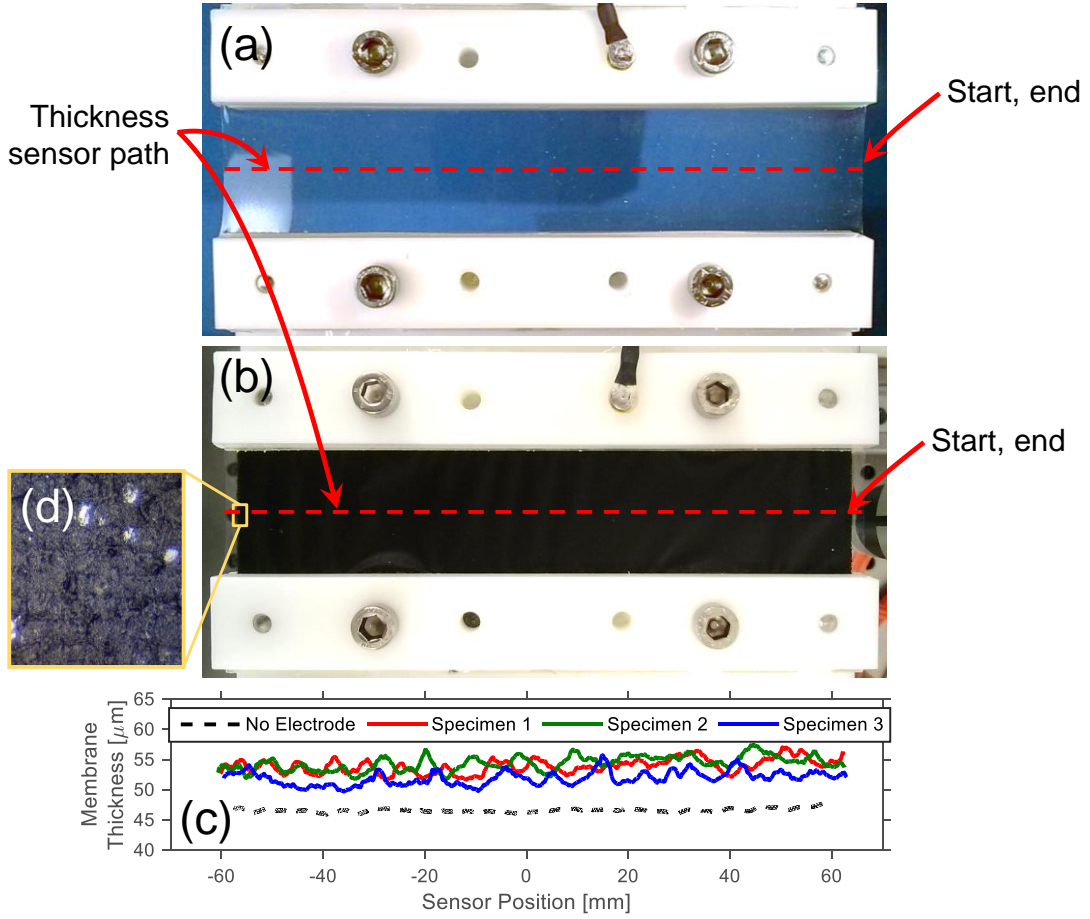 (a)
Start, end
Thickness
sensor path
(b)
Start, end
(d)
65
60
55
50
45
40
Membrane
Thickness [μm]
No Electrode
Specimen 1
Specimen 2
Specimen 3
(c)
-60
-40
-20
0
20
40
60
Sensor Position [mm]